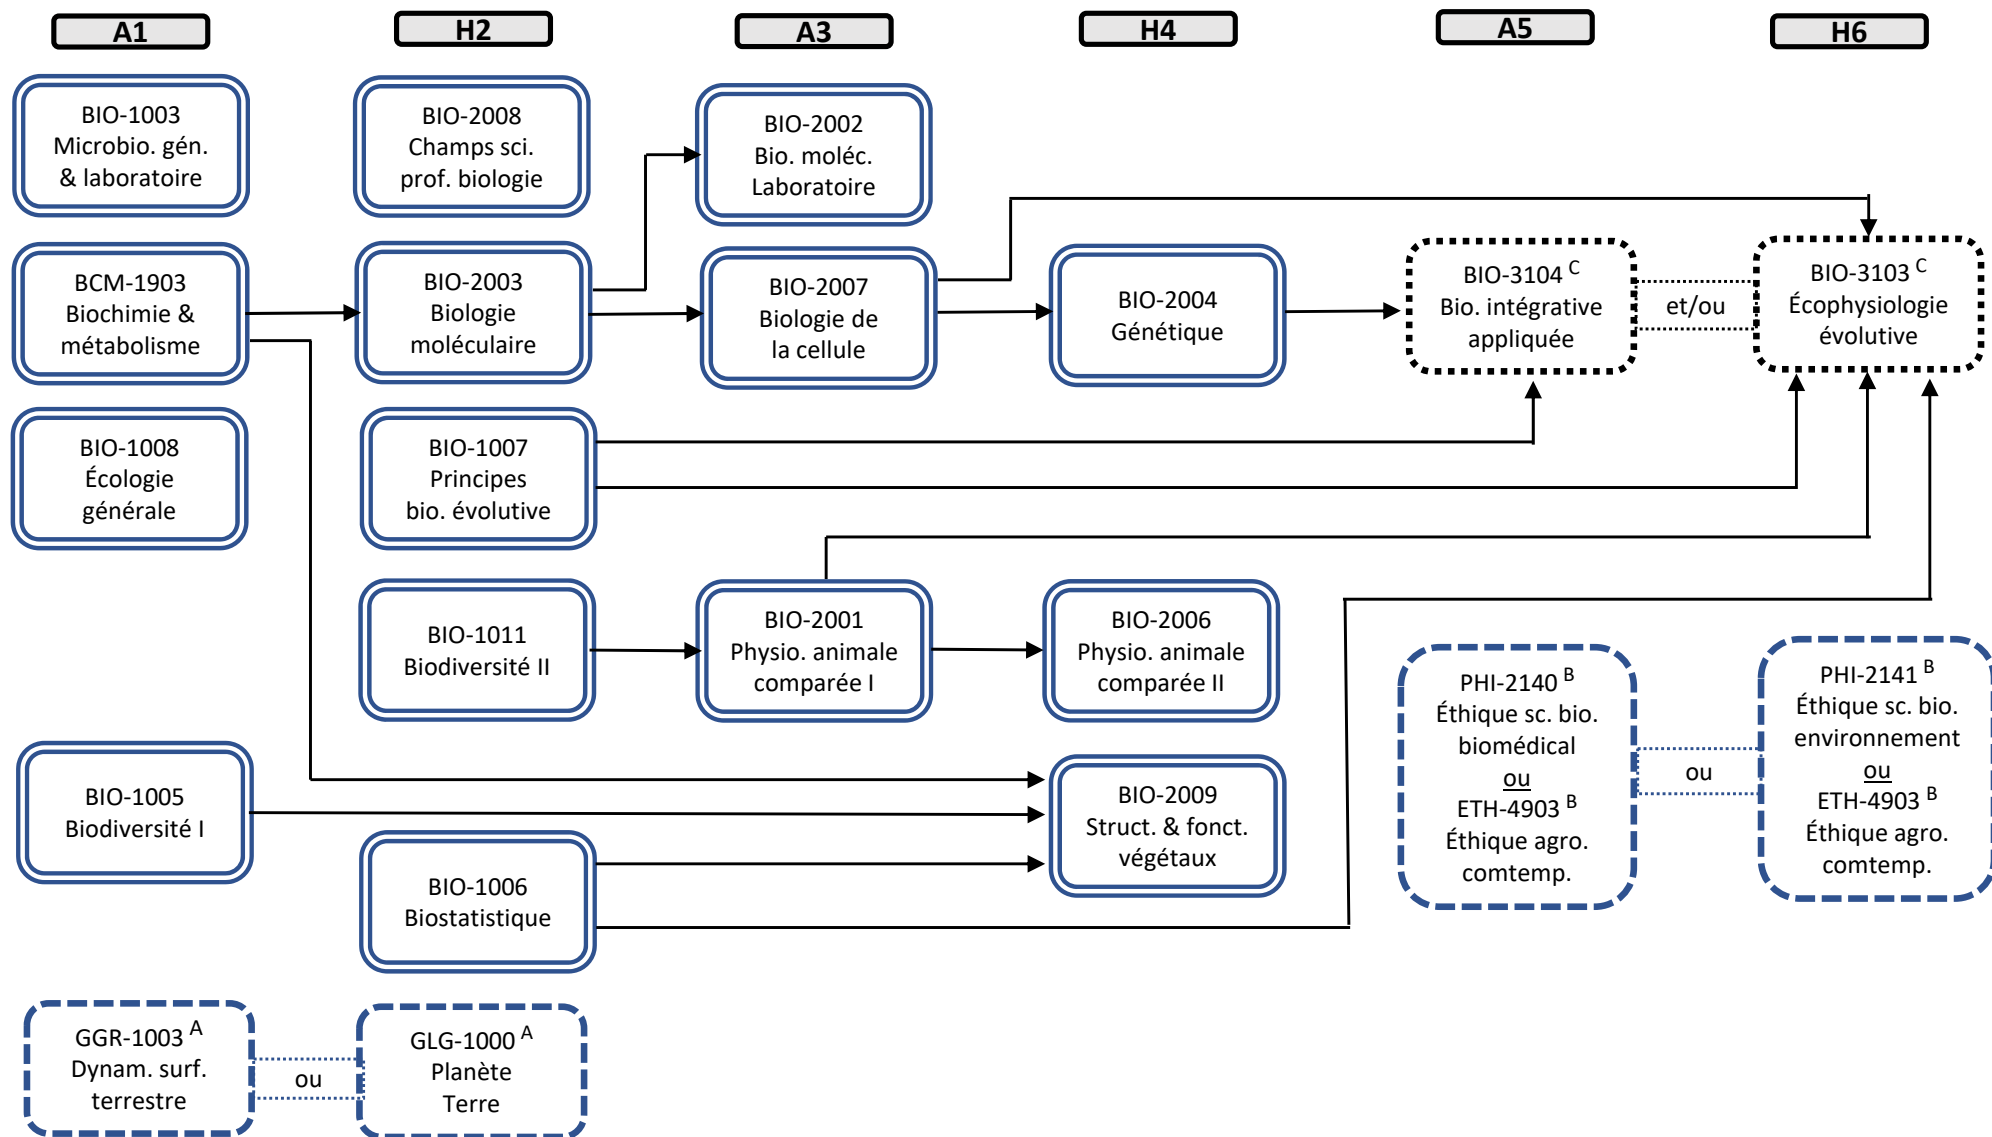 A1
H2
A3
H4
A5
H6
BIO-1003
Microbio. gén.
& laboratoire
BIO-2008
Champs sci.
prof. biologie
BIO-2002
Bio. moléc.
Laboratoire
BCM-1903
Biochimie &
métabolisme
BIO-2003
Biologie
moléculaire
BIO-2007
Biologie de
la cellule
BIO-2004
Génétique
BIO-3104 C
Bio. intégrative
appliquée
et/ou
BIO-3103 C
Écophysiologie
évolutive
BIO-1008
Écologie
générale
BIO-1007
Principes
bio. évolutive
BIO-1011
Biodiversité II
BIO-2001
Physio. animale
comparée I
BIO-2006
Physio. animale
comparée II
PHI-2140 B
Éthique sc. bio.
biomédical
ou
ETH-4903 B
Éthique agro.
comtemp.
ou
PHI-2141 B
Éthique sc. bio.
environnement
ou
ETH-4903 B
Éthique agro.
comtemp.
BIO-1005
Biodiversité I
BIO-2009
Struct. & fonct.
végétaux
BIO-1006
Biostatistique
GGR-1003 A
Dynam. surf.
terrestre
ou
GLG-1000 A
Planète
Terre